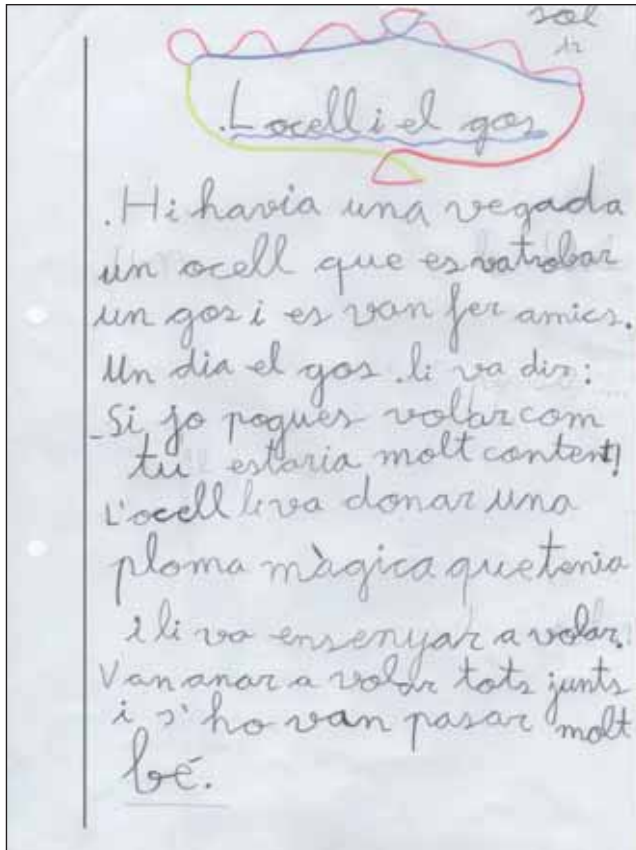 sol
.L ocell i el gos
.Hi havia una vegada
un ocell que es va trobar
un gos i es van fer amics.
Un dia el gos .li va dir:
-Si jo pogues volar com
tu estaria molt content!
L'ocell li va donar una
ploma màgica que tenia
i li va ensenyar a volar.
Van anar a volar tots junts
i s'ho van pasar molt
bé.